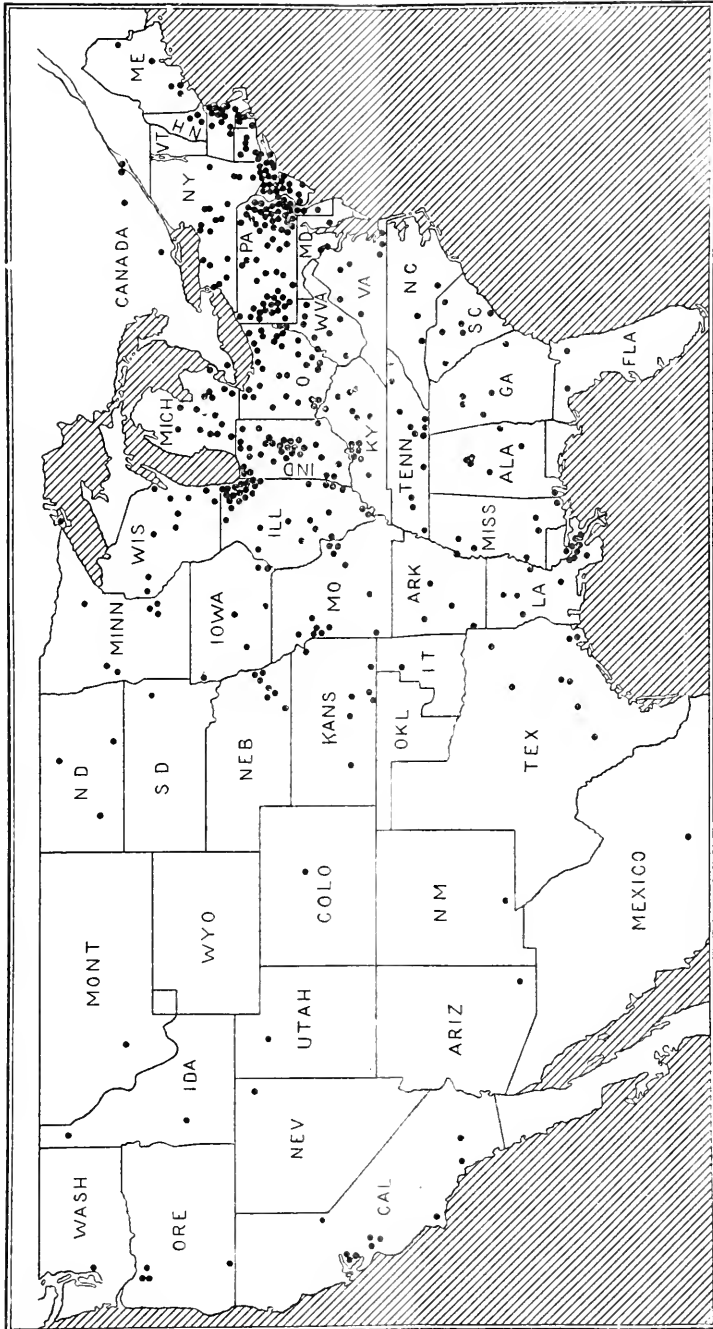 WASH
MONT
ND
MINN
WIS
MICH
CANADA
VT
NH
ME
ORE
IDA
WYO
SD
IOWA
ILL
IND
O
PA
NY
NEV
UTAH
COLO
NEB
KANS
MO
KY
WVA
MD
VA
CAL
ARIZ
NM
OKL
IT
ARK
TENN
NC
SC
TEX
LA
MISS
ALA
GA
FLA
MEXICO